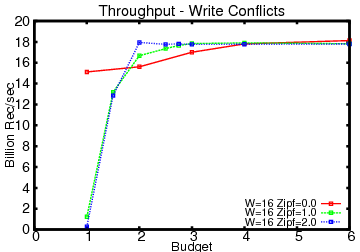 Throughput - Write Conflicts
20
18
16
14
12
10
8
6
4
2
0
Billion Rec/sec
W=16 Zipf=0.0
W=16 Zipf=1.0
W=16 Zipf=2.0
0 1 2 3 4 5 6
Budget